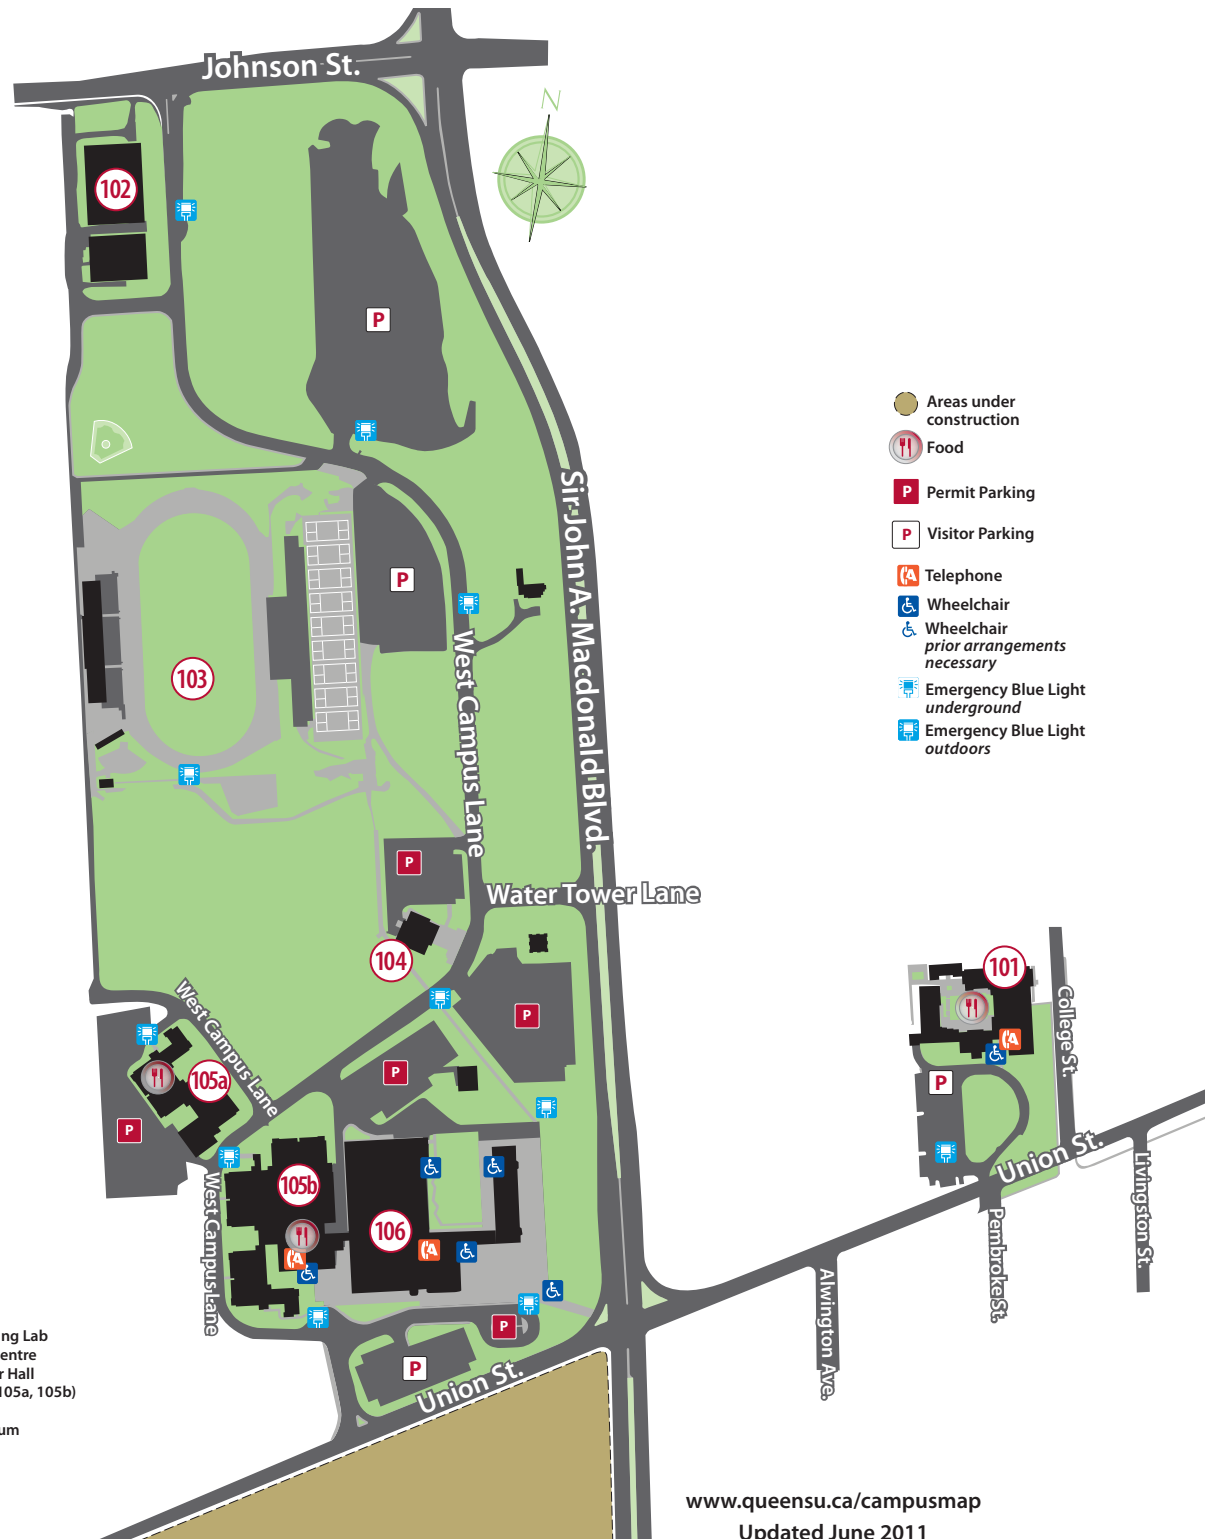 Johnson St.
N
102
P
Sir John A. Macdonald Blvd.
Areas under
construction
Food
P Permit Parking
P Visitor Parking
Telephone
Wheelchair
Wheelchair
prior arrangements
necessary
Emergency Blue Light
underground
Emergency Blue Light
outdoors
P
103
West Campus Lane
P
Water Tower Lane
104
101
College St.
West Campus Lane
P
P
105a
P
P
Union St.
Livingston St.
105b
106
West Campus Lane
Pembroke St.
Alwington Ave.
P
P
Union St.
ng Lab
entre
r Hall
105a, 105b)
um
www.queensu.ca/campusmap
Updated June 2011